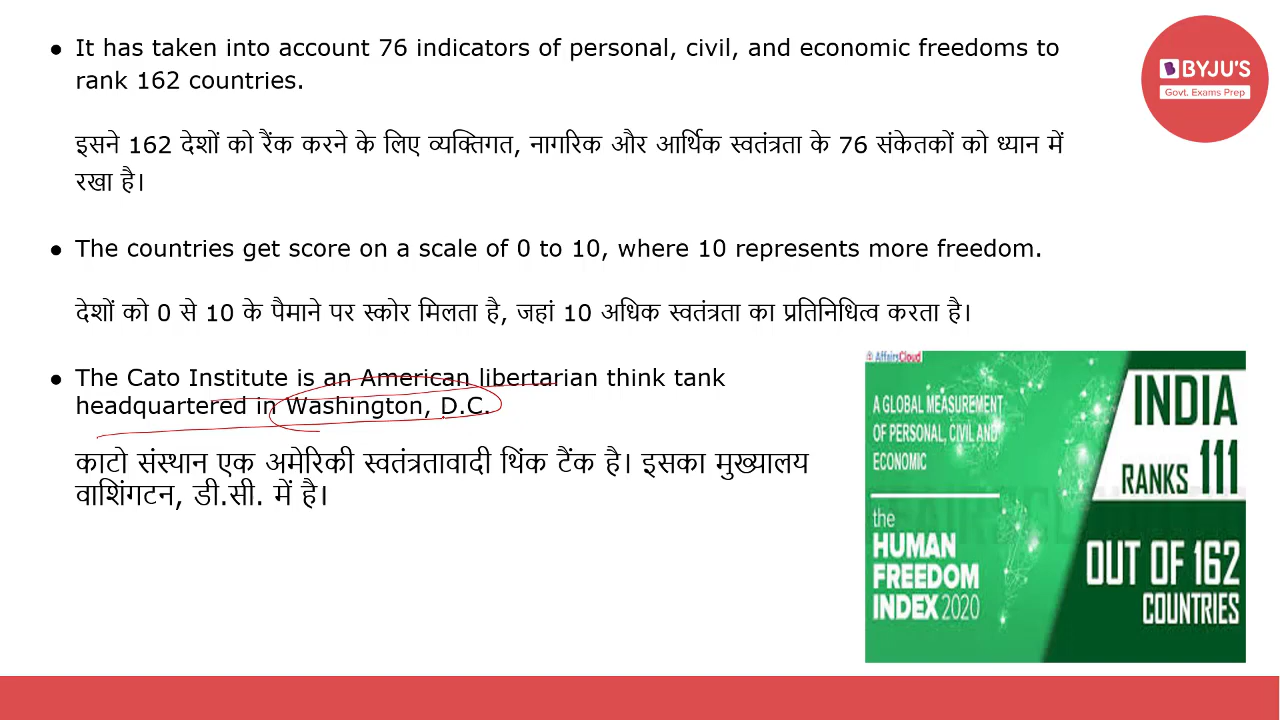 It has taken into account 76 indicators of personal, civil, and economic freedoms to
rank 162 countries.
इसने 162 देशों को रैंक करने के लिए व्यक्तिगत, नागरिक और आर्थिक स्वतंत्रता के 76 संकेतकों को ध्यान में
रखा है।
The countries get score on a scale of 0 to 10, where 10 represents more freedom.
देशों को 0 से 10 के पैमाने पर स्कोर मिलता है, जहां 10 अधिक स्वतंत्रता का प्रतिनिधित्व करता है।
The Cato Institute is an American libertarian think tank
headquartered in Washington, D.C.
काटो संस्थान एक अमेरिकी स्वतंत्रतावादी थिंक टैंक है। इसका मुख्यालय
वाशिंगटन, डी.सी. में है।
BYJU'S
Govt. Exams Prep
AffairsCloud
A GLOBAL MEASUREMENT
OF PERSONAL, CIVIL AND
ECONOMIC
the
HUMAN
FREEDOM
INDEX 2020
INDIA
RANKS 111
OUT OF 162
COUNTRIES